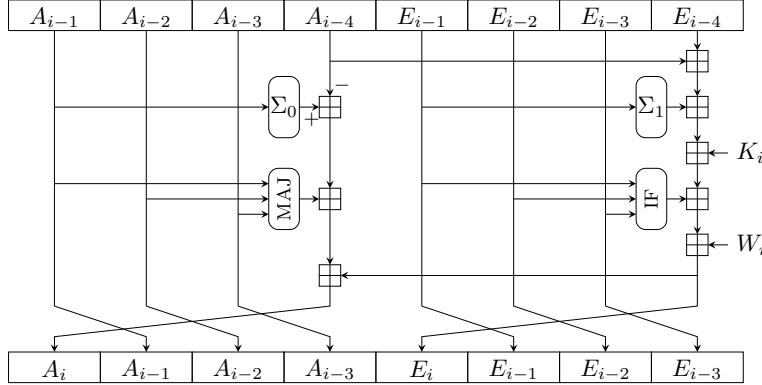 A_{i−1} A_{i−2} A_{i−3} A_{i−4} E_{i−1} E_{i−2} E_{i−3} E_{i−4}
−
Σ₀ + Σ₁
K_i
MAJ IF
W_i
A_i A_{i−1} A_{i−2} A_{i−3} E_i E_{i−1} E_{i−2} E_{i−3}